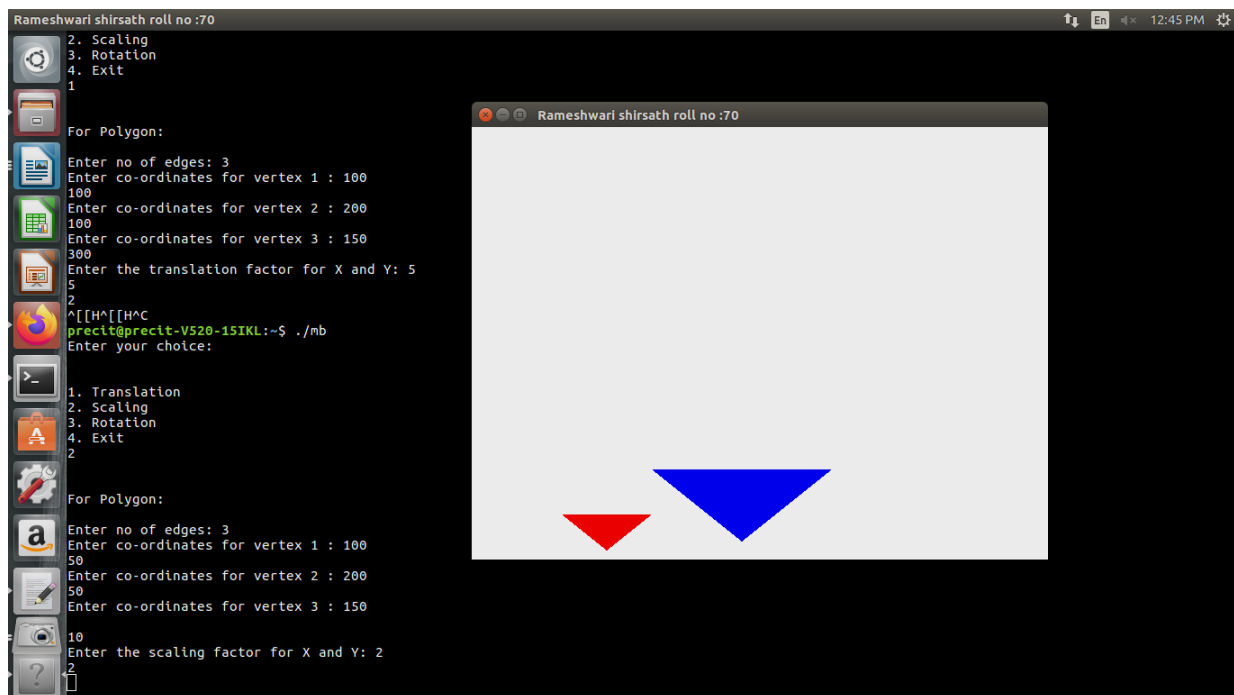 Rameshwari shirsath roll no :70
En
12:45 PM
2. Scaling
3. Rotation
4. Exit
1
For Polygon:
Enter no of edges: 3
Enter co-ordinates for vertex 1 : 100
100
Enter co-ordinates for vertex 2 : 200
100
Enter co-ordinates for vertex 3 : 150
300
Enter the translation factor for X and Y: 5
5
2
^[[H^[[H^C
precit@precit-V520-15IKL:~$ ./mb
Enter your choice:
1. Translation
2. Scaling
3. Rotation
4. Exit
2
For Polygon:
Enter no of edges: 3
Enter co-ordinates for vertex 1 : 100
50
Enter co-ordinates for vertex 2 : 200
50
Enter co-ordinates for vertex 3 : 150
10
Enter the scaling factor for X and Y: 2
2
Rameshwari shirsath roll no :70